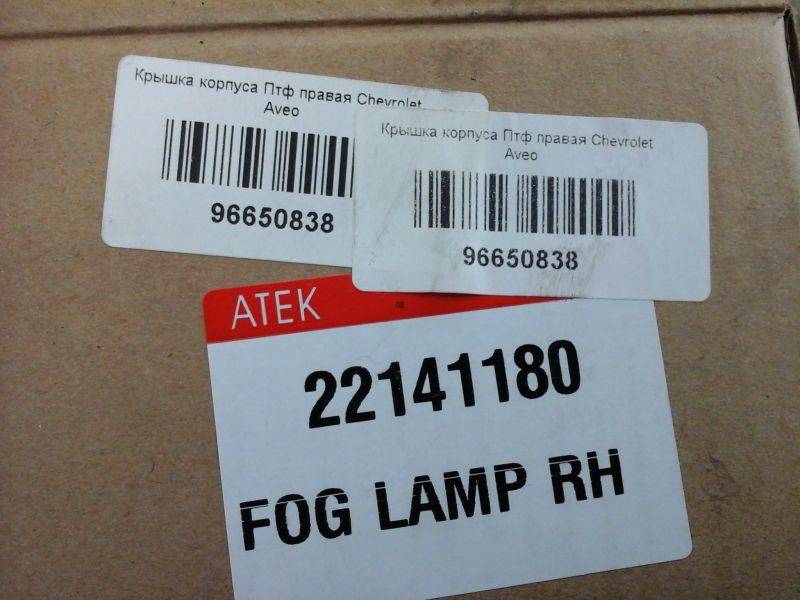 Крышка корпуса Птф правая Chevrolet
Aveo
96650838
Крышка корпуса Птф правая Chevrolet
Aveo
96650838
ATEK
22141180
FOG LAMP RH